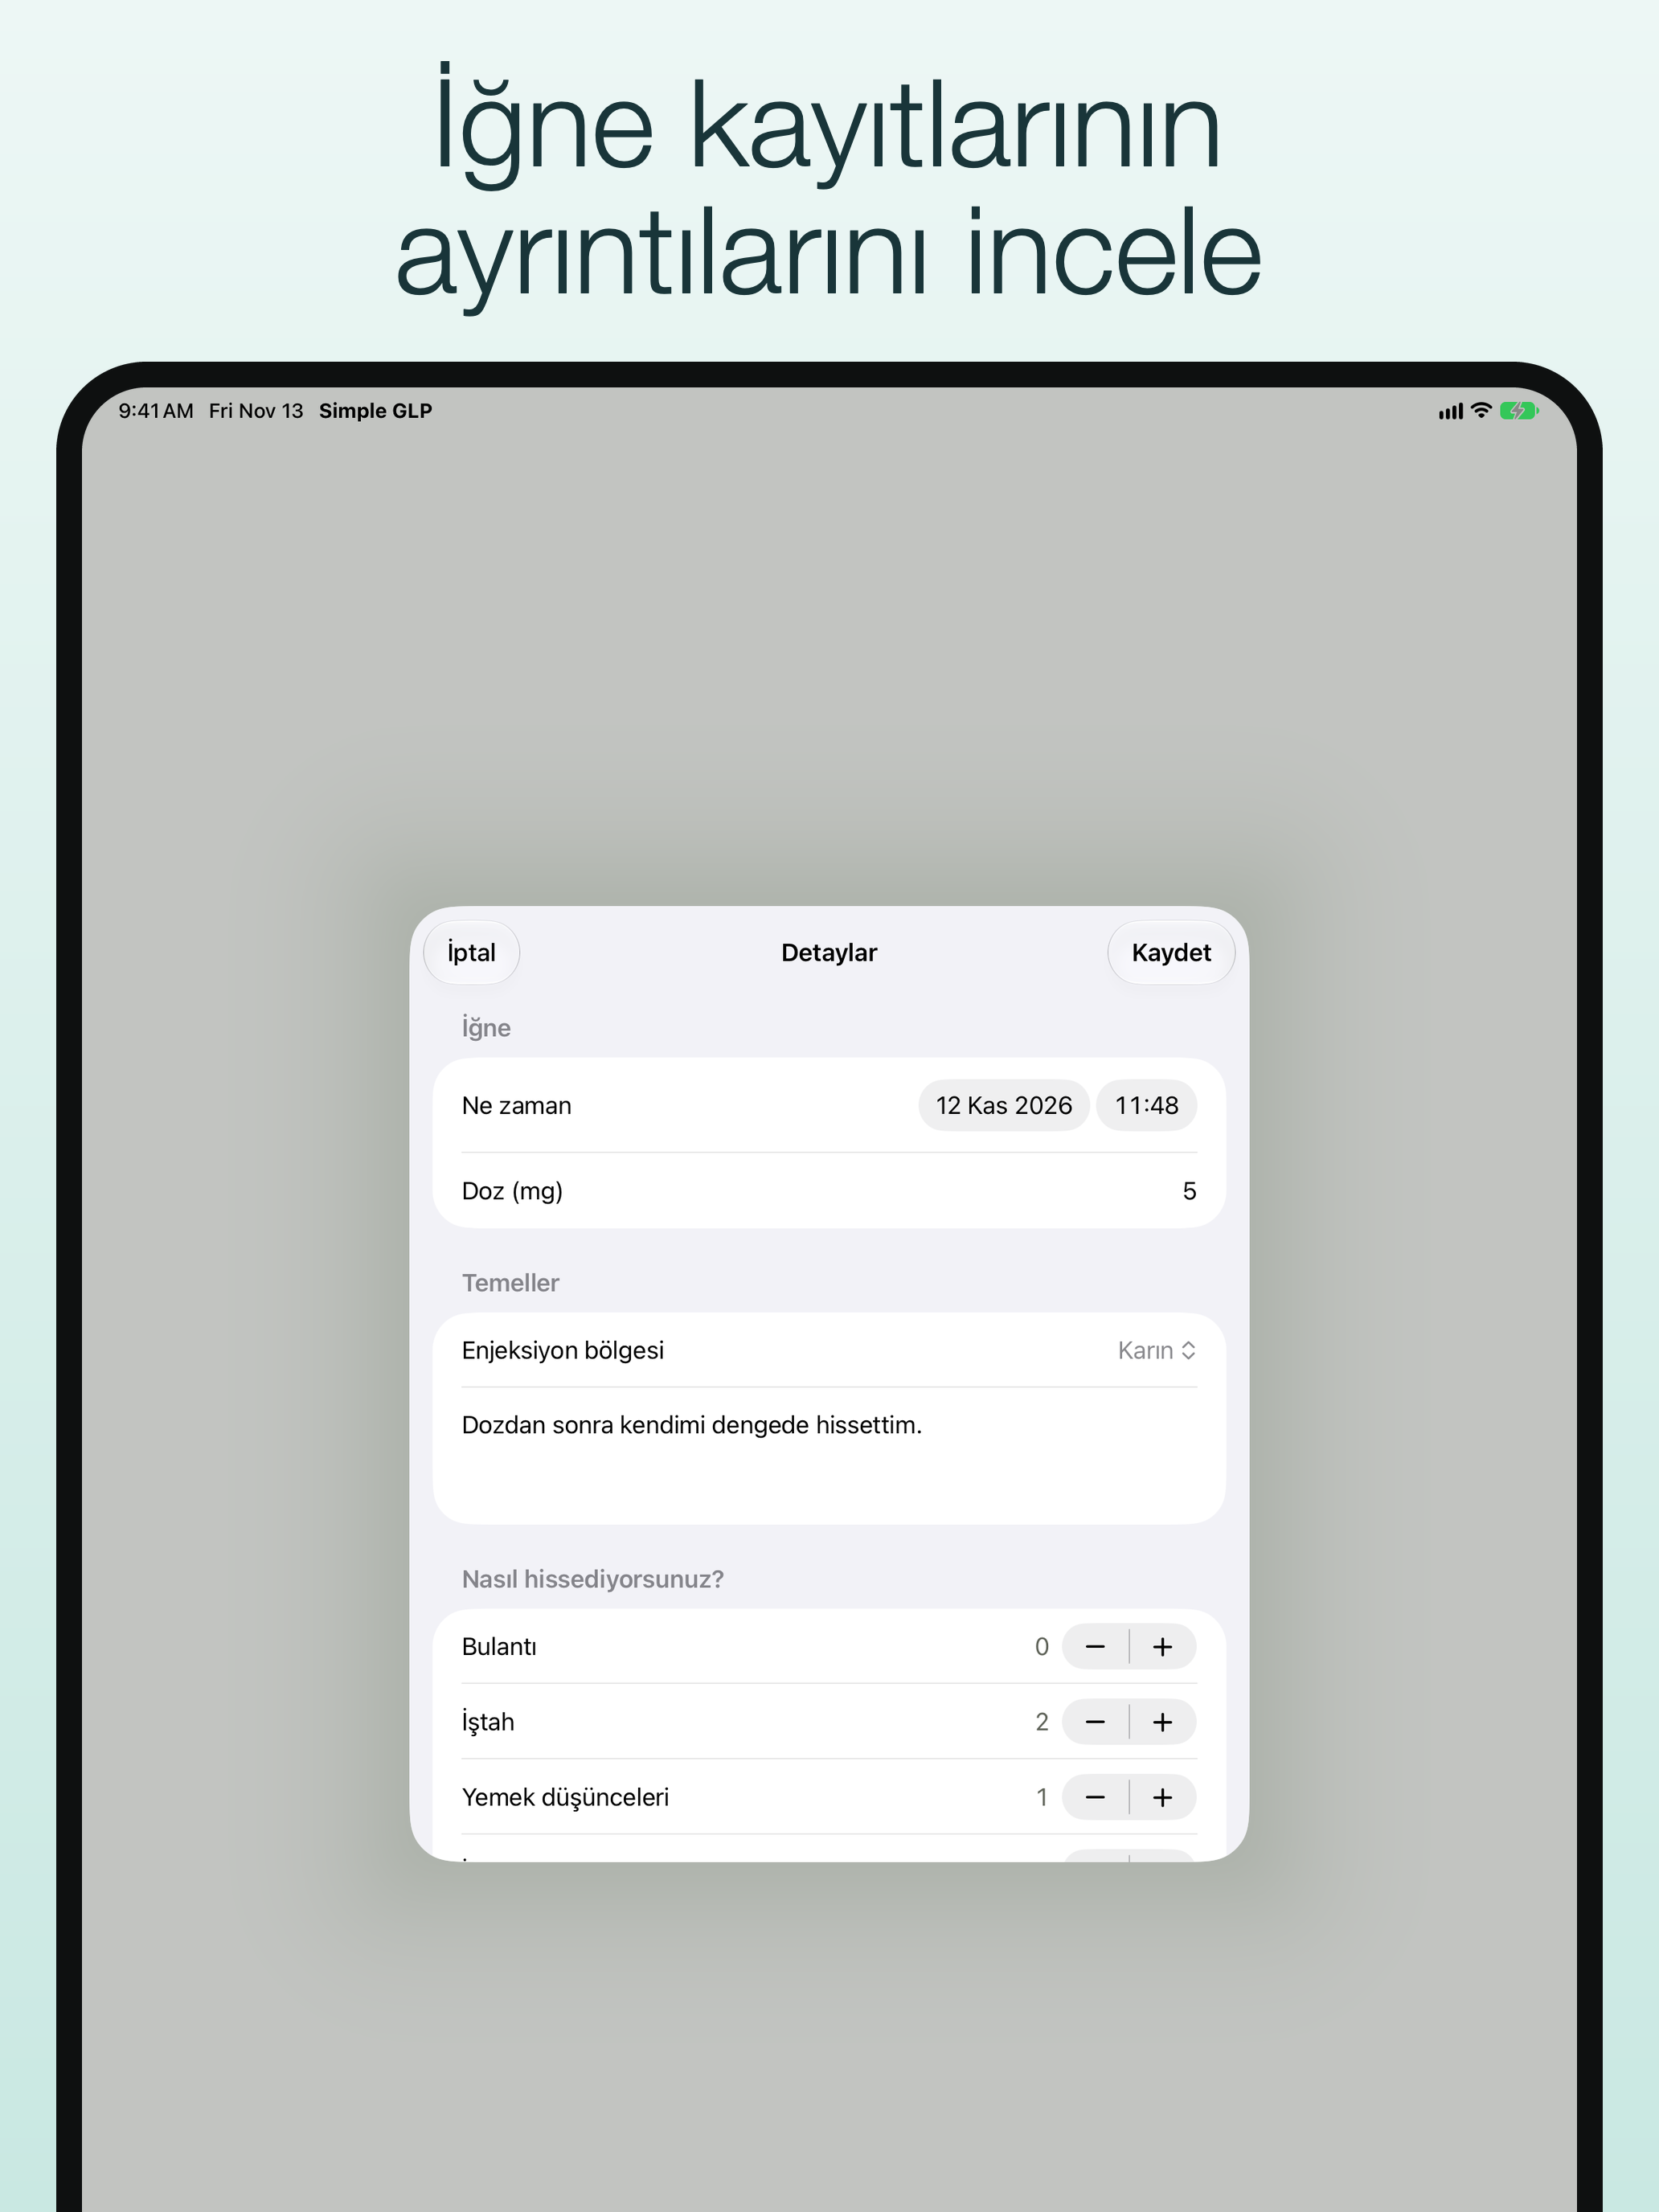 İğne kayıtlarının
ayrıntılarını incele
9:41 AM Fri Nov 13 Simple GLP
İptal Detaylar Kaydet
İğne
Ne zaman 12 Kas 2026 11:48
Doz (mg) 5
Temeller
Enjeksiyon bölgesi Karın
Dozdan sonra kendimi dengede hissettim.
Nasıl hissediyorsunuz?
Bulantı 0 − +
İştah 2 − +
Yemek düşünceleri 1 − +